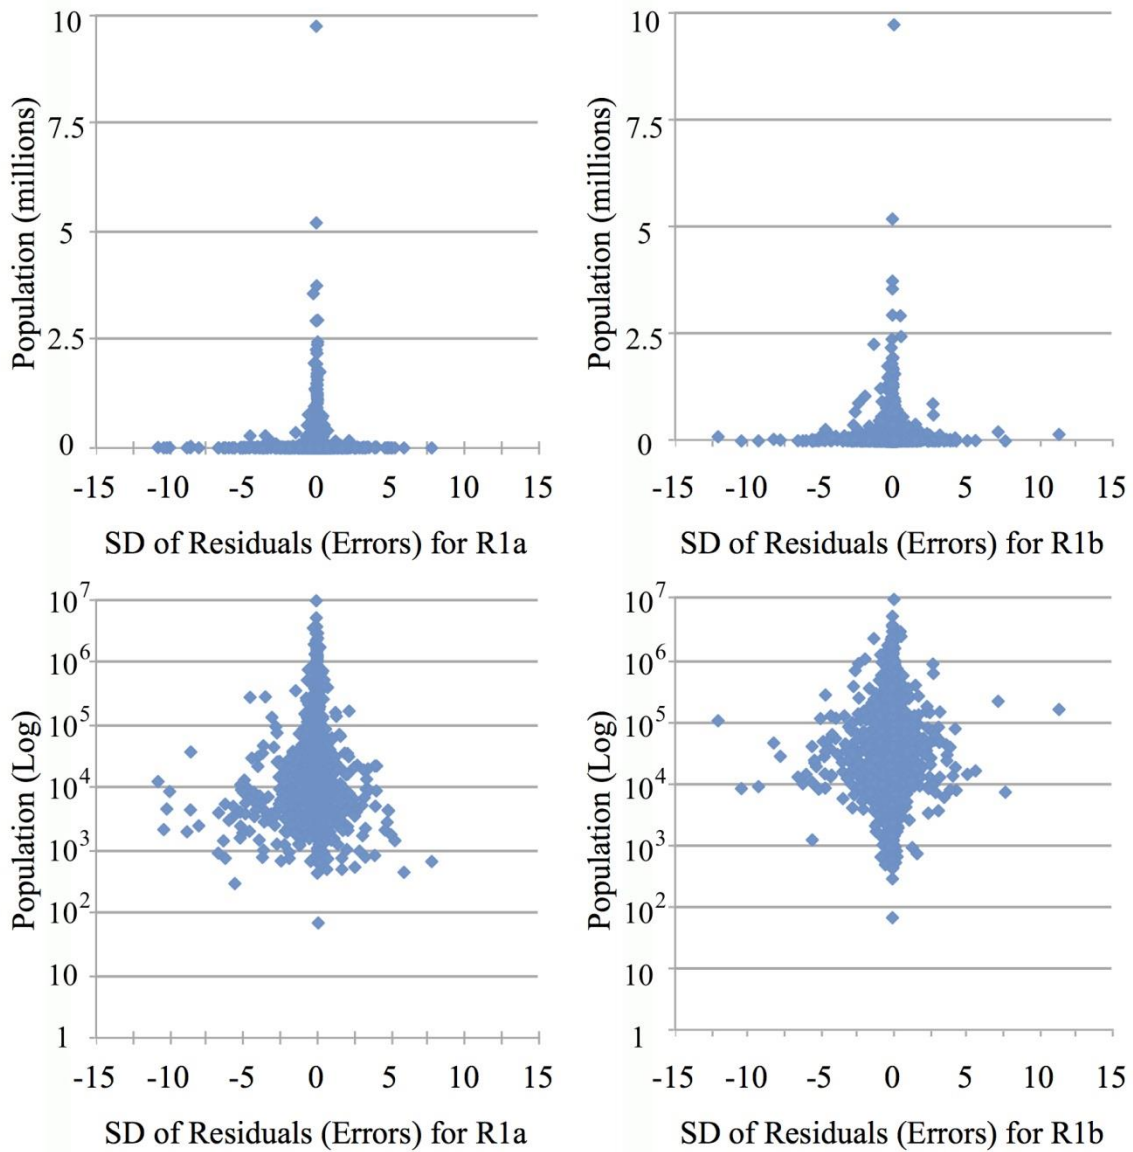 10
7.5
5
2.5
0
Population (millions)
-15 -10 -5 0 5 10 15
SD of Residuals (Errors) for R1a
10
7.5
5
2.5
0
Population (millions)
-15 -10 -5 0 5 10 15
SD of Residuals (Errors) for R1b
10^7
10^6
10^5
10^4
10^3
10^2
10
1
Population (Log)
-15 -10 -5 0 5 10 15
SD of Residuals (Errors) for R1a
10^7
10^6
10^5
10^4
10^3
10^2
10
1
Population (Log)
-15 -10 -5 0 5 10 15
SD of Residuals (Errors) for R1b